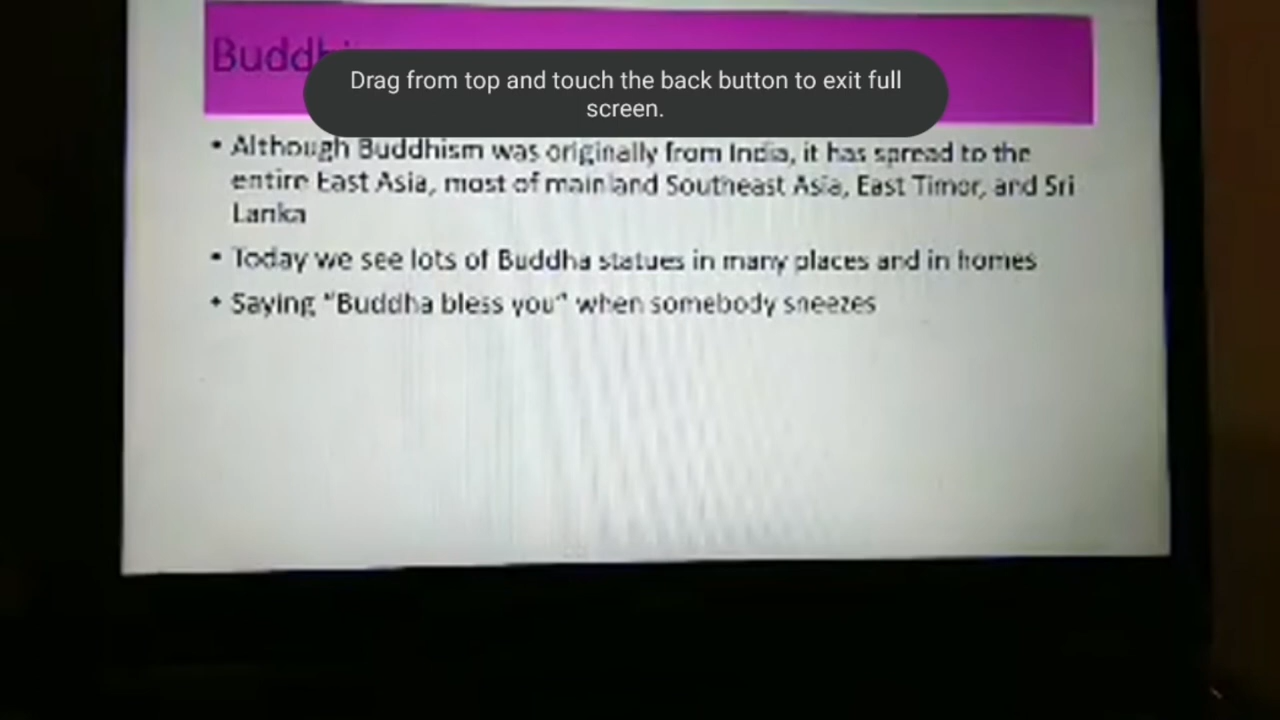 Buddh
Drag from top and touch the back button to exit full
screen.
• Although Buddhism was originally from India, it has spread to the
entire East Asia, most of mainland Southeast Asia, East Timor, and Sri
Lanka
• Today we see lots of Buddha statues in many places and in homes
• Saying "Buddha bless you" when somebody sneezes